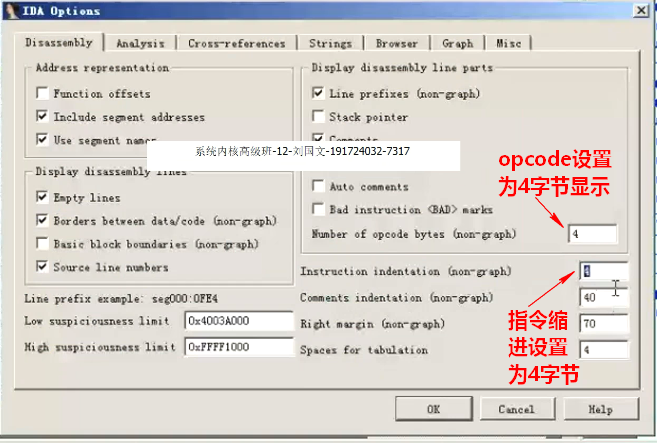 IDA Options
Disassembly Analysis Cross-references Strings Browser Graph Misc
Address representation
Function offsets
Include segment addresses
Use segment names
Display disassembly lines
Empty lines
Borders between data/code (non-graph)
Basic block boundaries (non-graph)
Source line numbers
Line prefix example: seg000:0FE4
Low suspiciousness limit 0x4003A000
High suspiciousness limit 0xFFFF1000
Display disassembly line parts
Line prefixes (non-graph)
Stack pointer
Comments
系统内核高级班-12-刘国文-191724032-7317
Auto comments
Bad instruction <BAD> marks
Number of opcode bytes (non-graph) 4
opcode设置
为4字节显示
Instruction indentation (non-graph) 4
Comments indentation (non-graph) 40
Right margin (non-graph) 70
Spaces for tabulation 4
指令缩
进设置
为4字节
OK Cancel Help